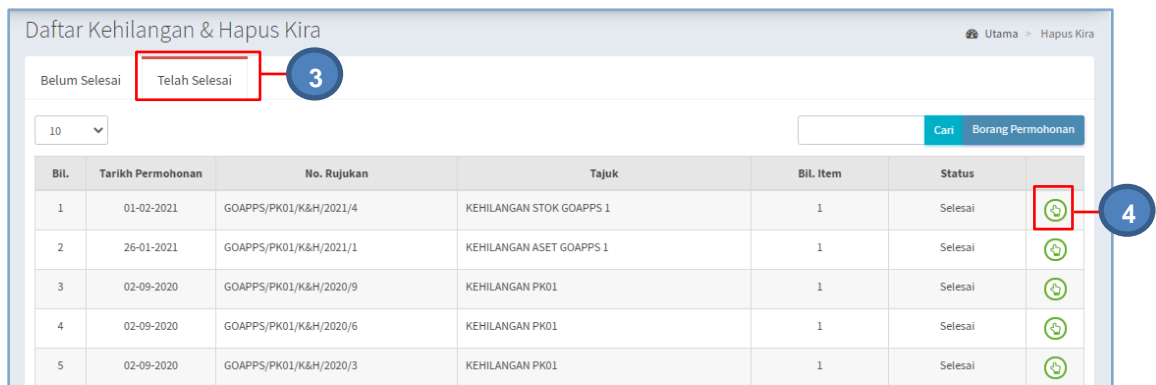 Daftar Kehilangan & Hapus Kira
Utama > Hapus Kira
Belum Selesai Telah Selesai 3
10 Cari Borang Permohonan
Bil. Tarikh Permohonan No. Rujukan Tajuk Bil. Item Status
1 01-02-2021 GOAPPS/PK01/K&H/2021/4 KEHILANGAN STOK GOAPPS 1 1 Selesai 4
2 26-01-2021 GOAPPS/PK01/K&H/2021/1 KEHILANGAN ASET GOAPPS 1 1 Selesai
3 02-09-2020 GOAPPS/PK01/K&H/2020/9 KEHILANGAN PK01 1 Selesai
4 02-09-2020 GOAPPS/PK01/K&H/2020/6 KEHILANGAN PK01 1 Selesai
5 02-09-2020 GOAPPS/PK01/K&H/2020/3 KEHILANGAN PK01 1 Selesai